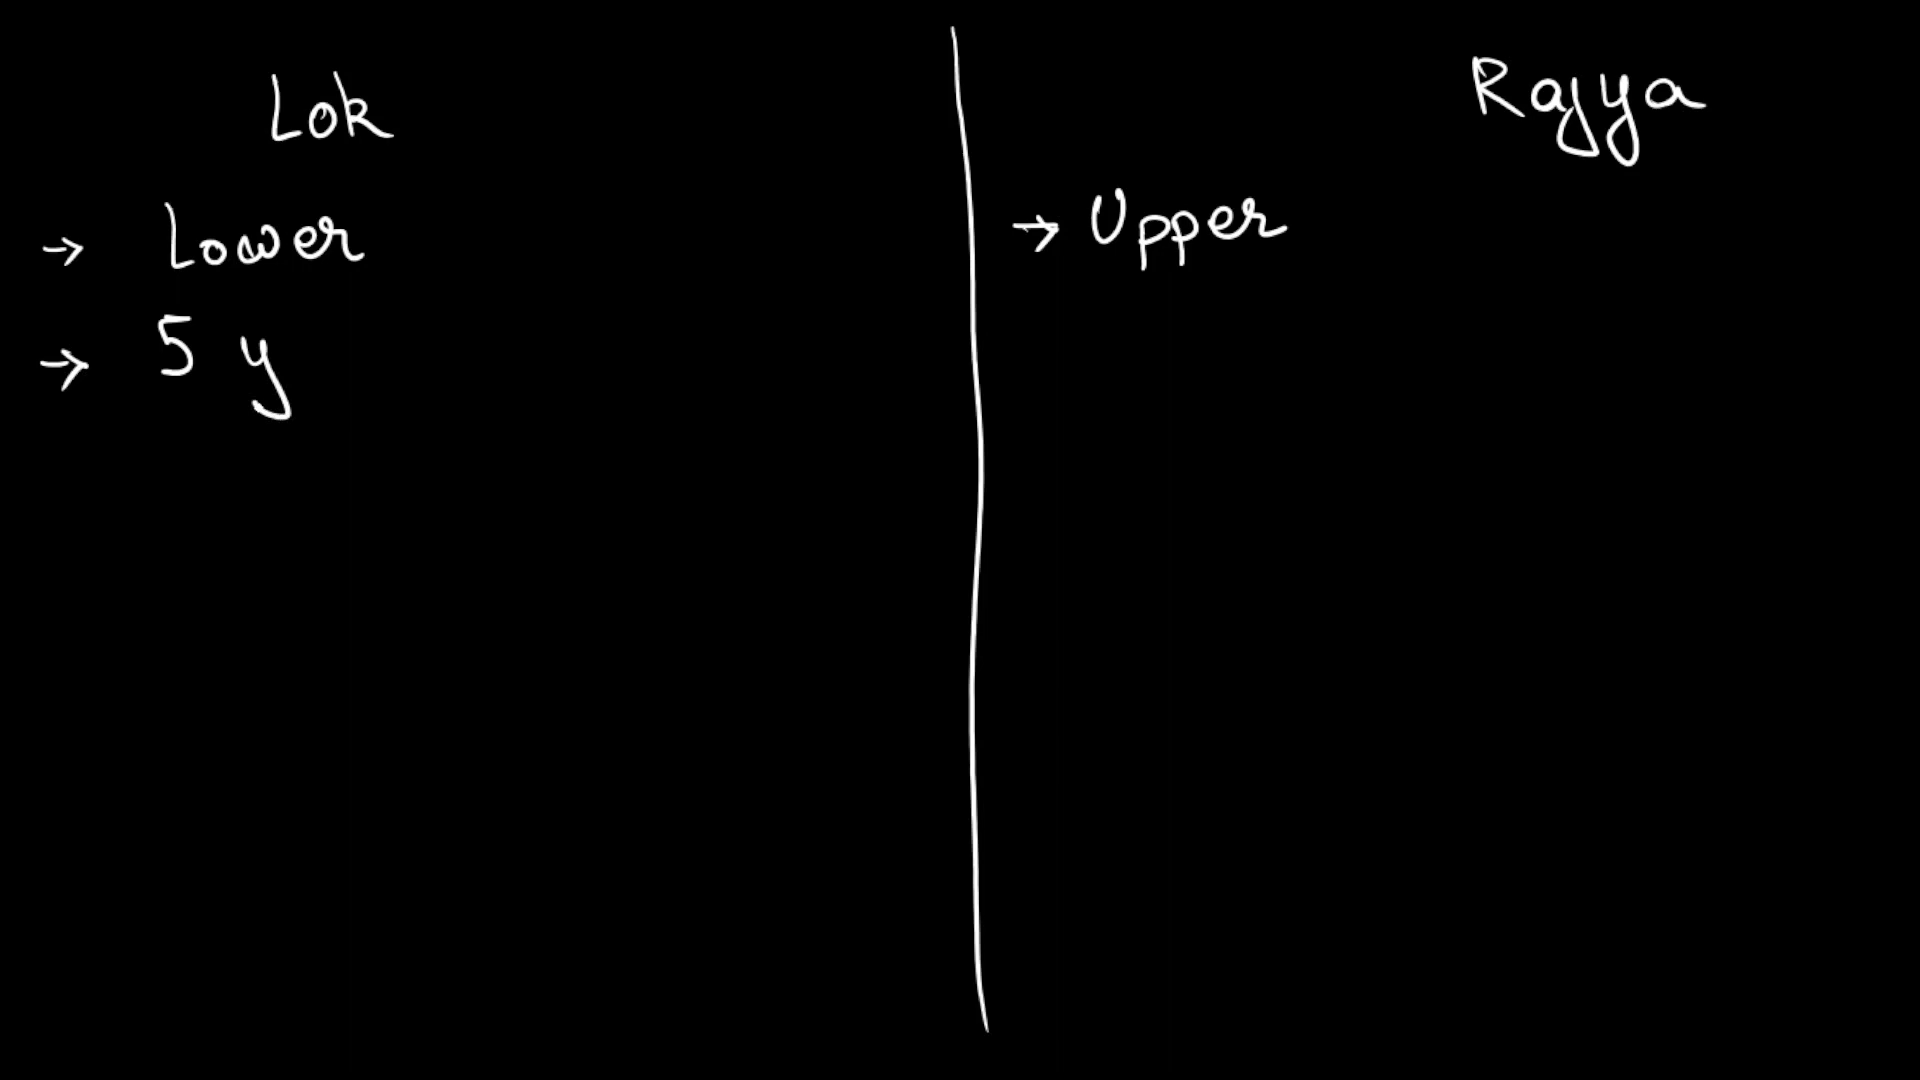 Lok
→ Lower
→ 5 y
Rajya
→ Upper